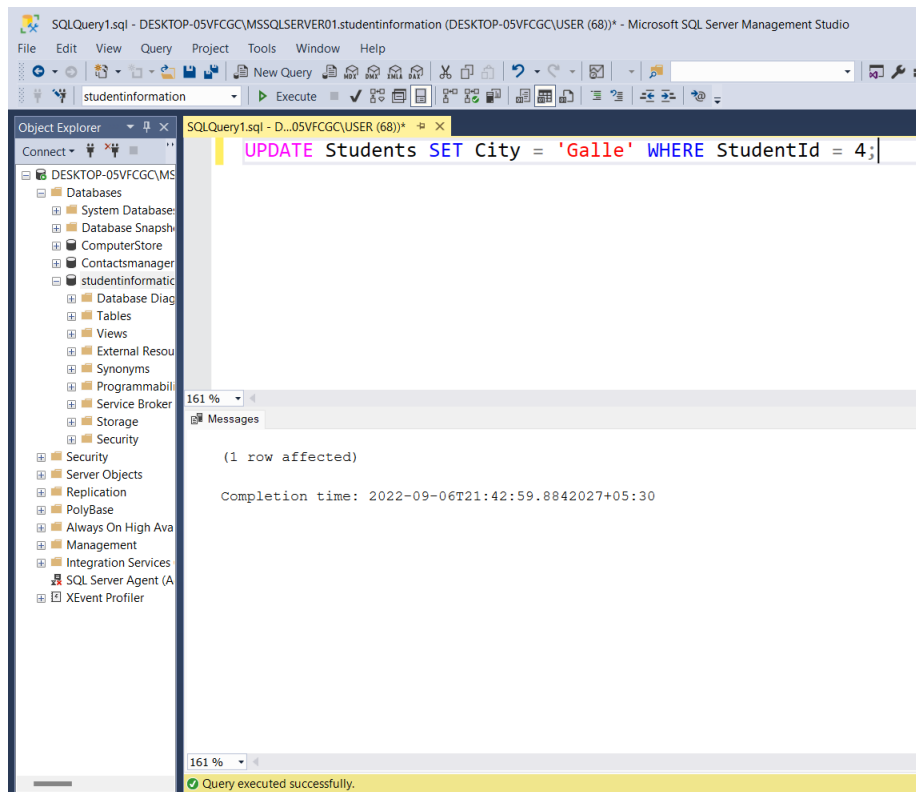 SQLQuery1.sql - DESKTOP-05VFCGC\MSSQLSERVER01.studentinformation (DESKTOP-05VFCGC\USER (68))* - Microsoft SQL Server Management Studio
File Edit View Query Project Tools Window Help
New Query MDX DMX XMLA DAX
studentinformation Execute
Object Explorer
SQLQuery1.sql - D...05VFCGC\USER (68))*
Connect
UPDATE Students SET City = 'Galle' WHERE StudentId = 4;
DESKTOP-05VFCGC\MS
Databases
System Database
Database Snapsh
ComputerStore
Contactsmanager
studentinformatic
Database Diag
Tables
Views
External Resou
Synonyms
Programmabili
Service Broker
Storage
Security
Security
Server Objects
Replication
PolyBase
Always On High Ava
Management
Integration Services
SQL Server Agent (A
XEvent Profiler
161 %
Messages
(1 row affected)
Completion time: 2022-09-06T21:42:59.8842027+05:30
161 %
Query executed successfully.